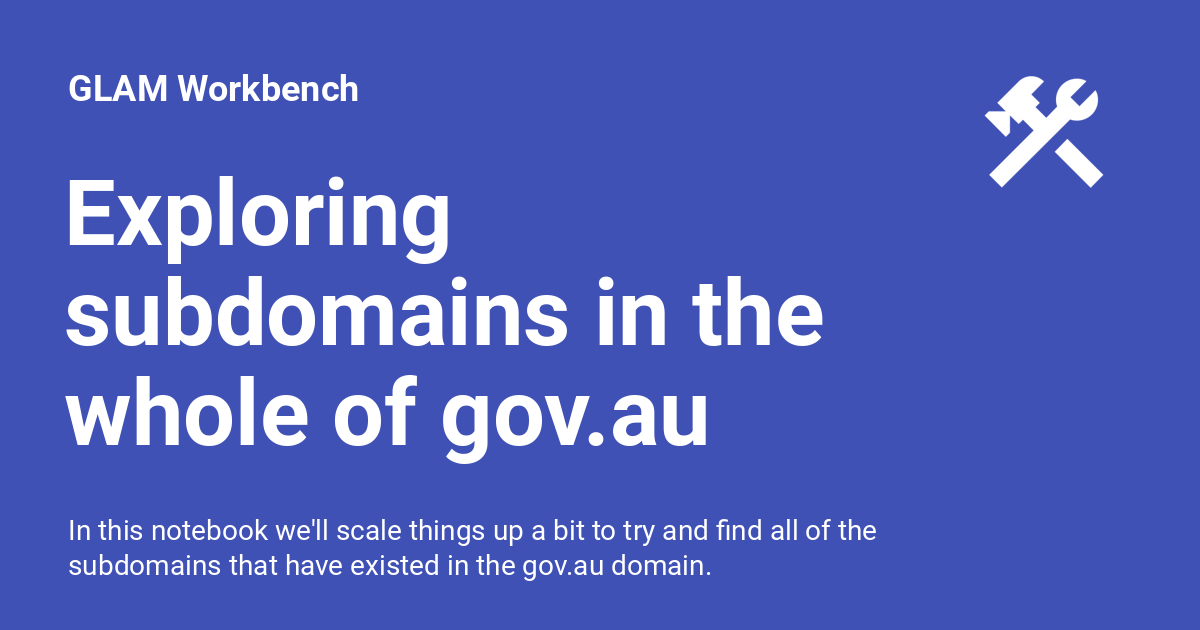 GLAM Workbench
Exploring
subdomains in the
whole of gov.au
In this notebook we'll scale things up a bit to try and find all of the
subdomains that have existed in the gov.au domain.